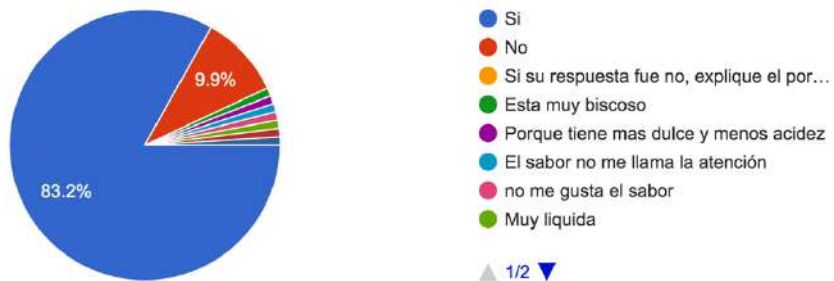 Si
No
Si su respuesta fue no, explique el por…
Esta muy biscoso
Porque tiene mas dulce y menos acidez
El sabor no me llama la atención
no me gusta el sabor
Muy liquida
1/2
9.9%
83.2%